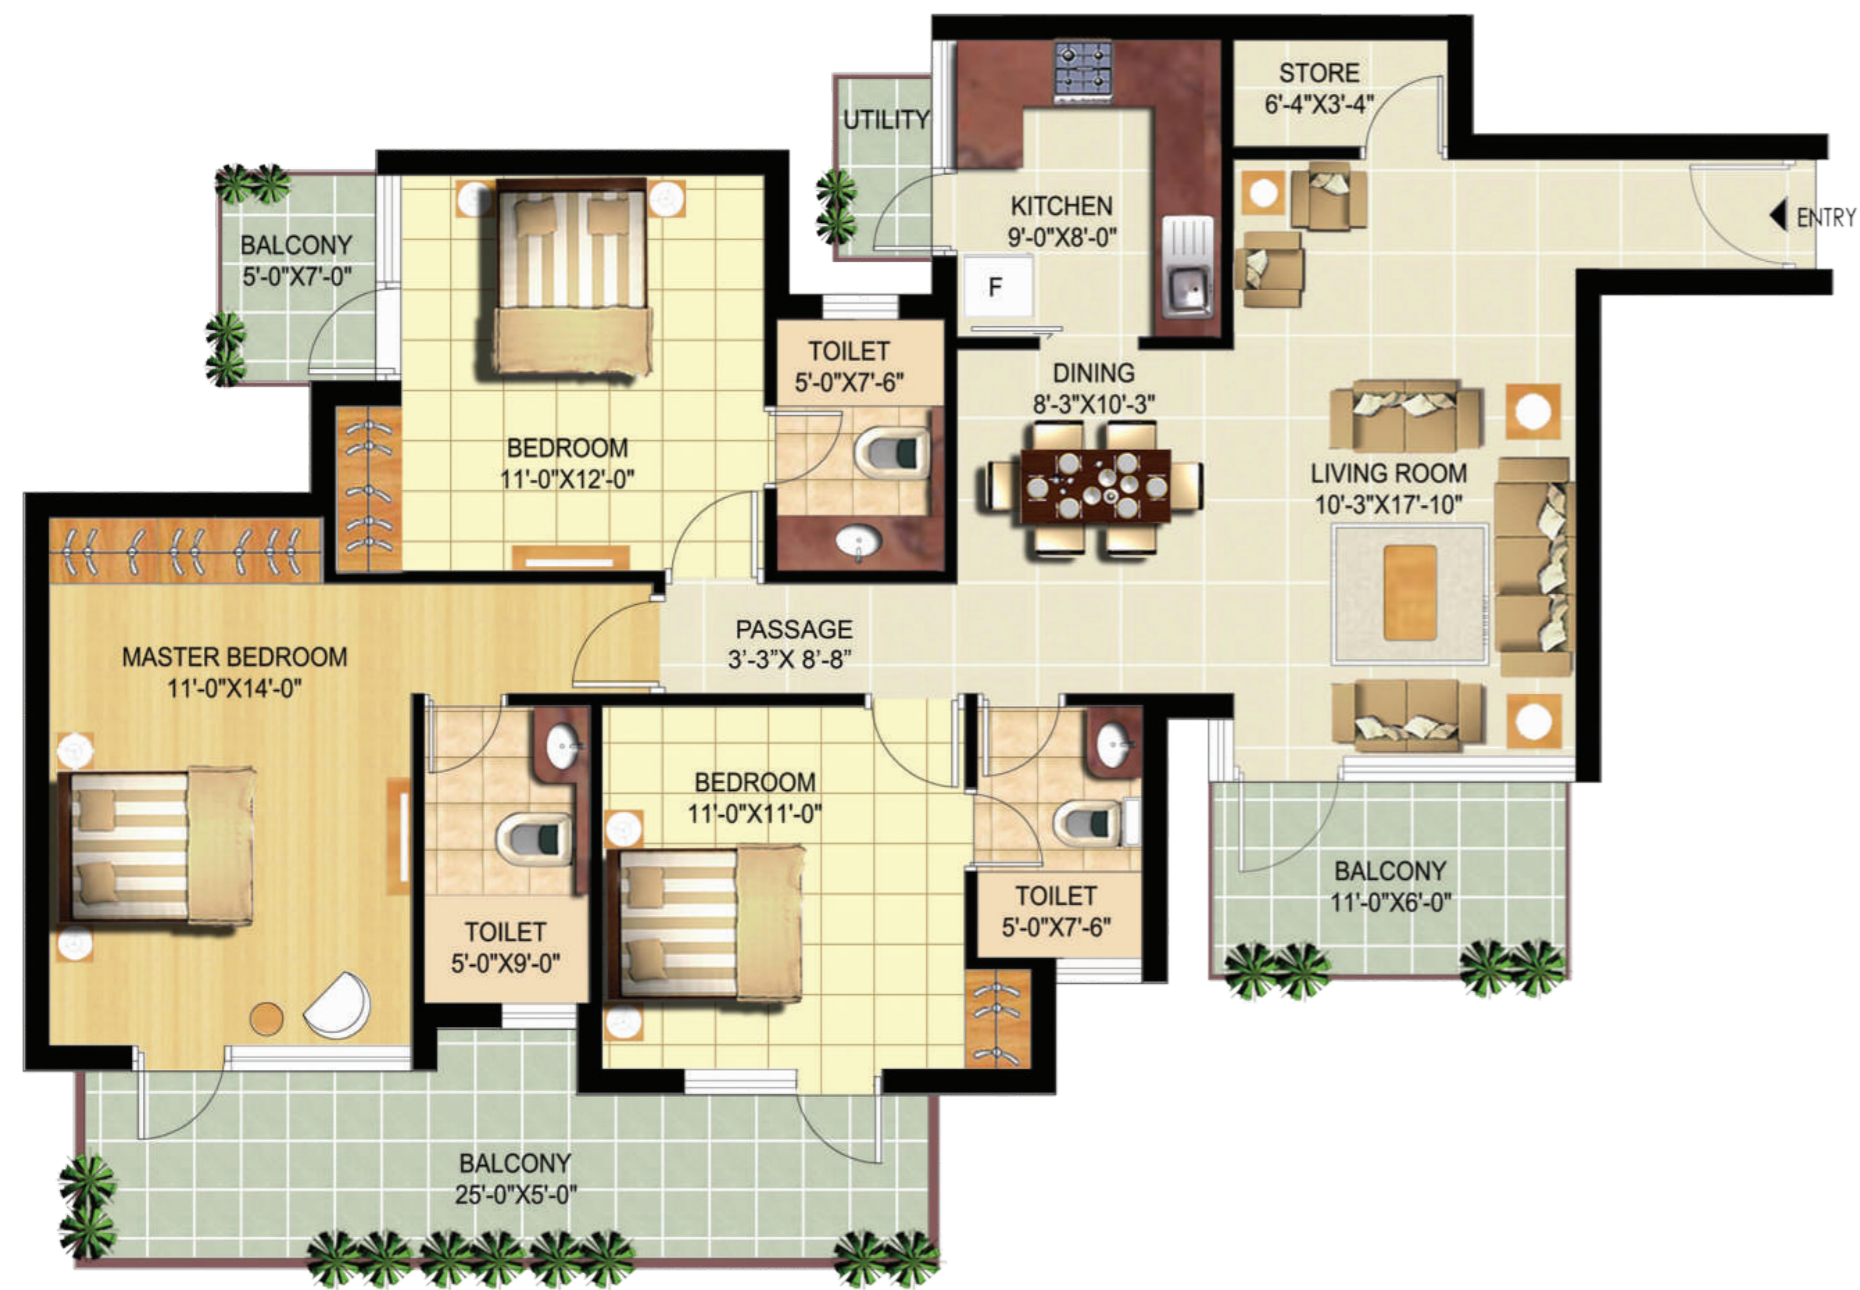 STORE
6'-4"X3'-4"
UTILITY
KITCHEN
9'-0"X8'-0"
ENTRY
BALCONY
5'-0"X7'-0"
F
TOILET
5'-0"X7'-6"
DINING
8'-3"X10'-3"
BEDROOM
11'-0"X12'-0"
LIVING ROOM
10'-3"X17'-10"
PASSAGE
3'-3”X 8'-8”
MASTER BEDROOM
11'-0"X14'-0"
BEDROOM
11'-0"X11'-0"
BALCONY
11'-0"X6'-0"
TOILET
5'-0"X7'-6"
TOILET
5'-0"X9'-0"
BALCONY
25'-0"X5'-0"